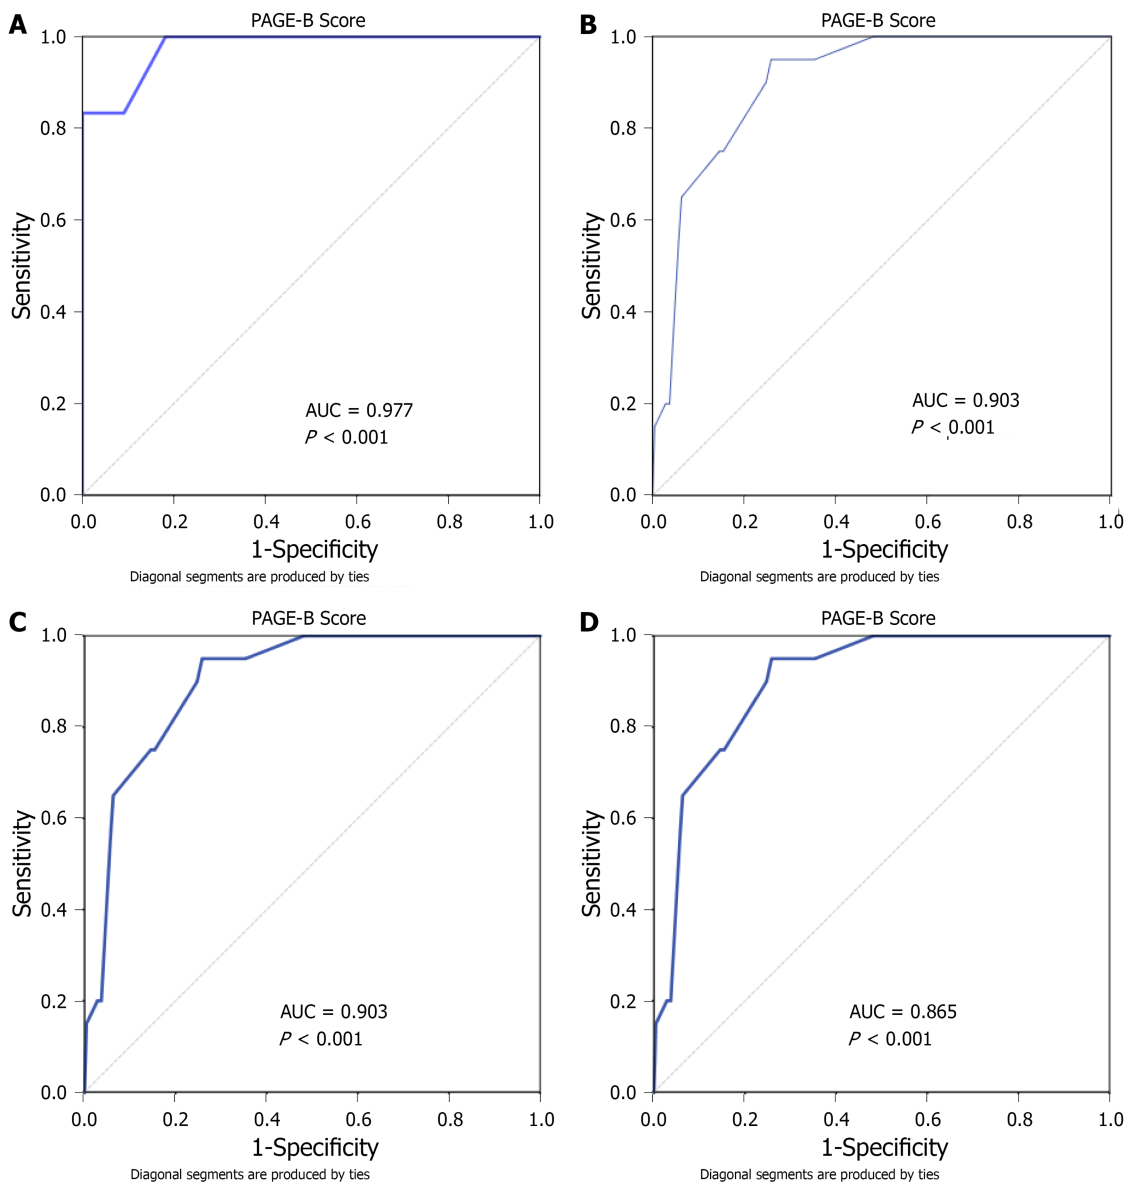 A
PAGE-B Score
1.0
0.8
0.6
0.4
0.2
0.0
Sensitivity
AUC = 0.977
P < 0.001
0.0 0.2 0.4 0.6 0.8 1.0
1-Specificity
Diagonal segments are produced by ties
B
PAGE-B Score
1.0
0.8
0.6
0.4
0.2
0.0
Sensitivity
AUC = 0.903
P < 0.001
0.0 0.2 0.4 0.6 0.8 1.0
1-Specificity
Diagonal segments are produced by ties
C
PAGE-B Score
1.0
0.8
0.6
0.4
0.2
0.0
Sensitivity
AUC = 0.903
P < 0.001
0.0 0.2 0.4 0.6 0.8 1.0
1-Specificity
Diagonal segments are produced by ties
D
PAGE-B Score
1.0
0.8
0.6
0.4
0.2
0.0
Sensitivity
AUC = 0.865
P < 0.001
0.0 0.2 0.4 0.6 0.8 1.0
1-Specificity
Diagonal segments are produced by ties